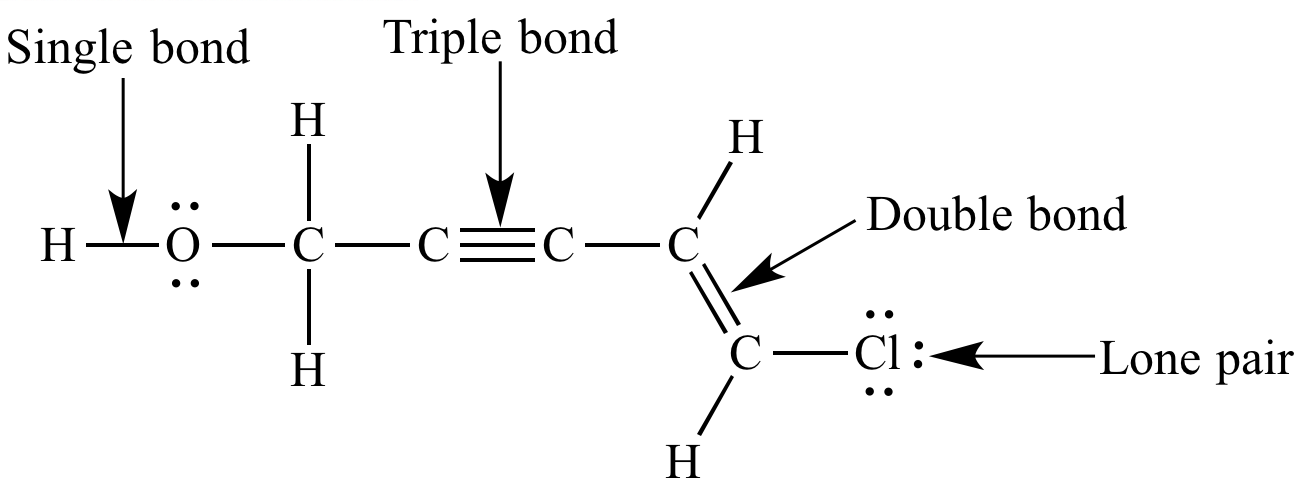 Single bond
Triple bond
H
H
Double bond
H O C C C C
C Cl
Lone pair
H
H